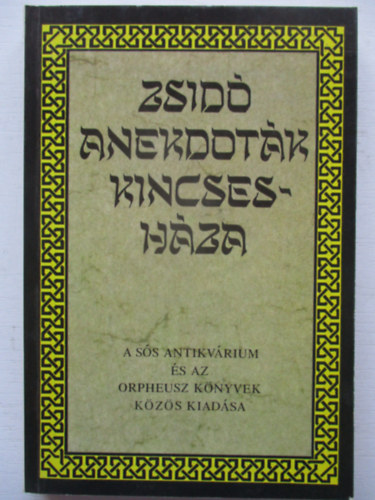 ZSIDÓ
ANEKDOTÁK
KINCSES-
HÁZA
A SÓS ANTIKVÁRIUM
ÉS AZ
ORPHEUSZ KÖNYVEK
KÖZÖS KIADÁSA